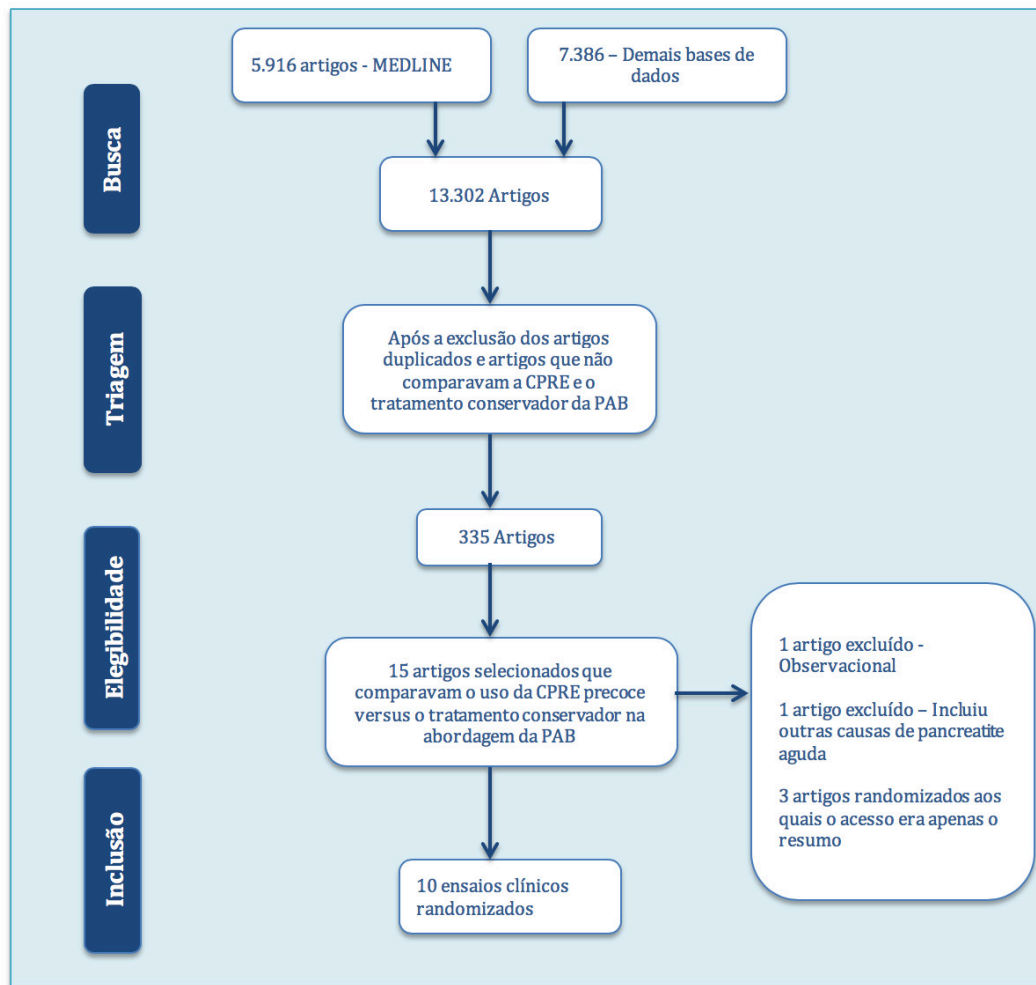 5.916 artigos - MEDLINE
7.386 – Demais bases de
dados
Busca
13.302 Artigos
Triagem
Após a exclusão dos artigos
duplicados e artigos que não
comparavam a CPRE e o
tratamento conservador da PAB
335 Artigos
Elegibilidade
15 artigos selecionados que
comparavam o uso da CPRE precoce
versus o tratamento conservador na
abordagem da PAB
1 artigo excluído -
Observacional
1 artigo excluído – Incluiu
outras causas de pancreatite
aguda
3 artigos randomizados aos
quais o acesso era apenas o
resumo
Inclusão
10 ensaios clínicos
randomizados